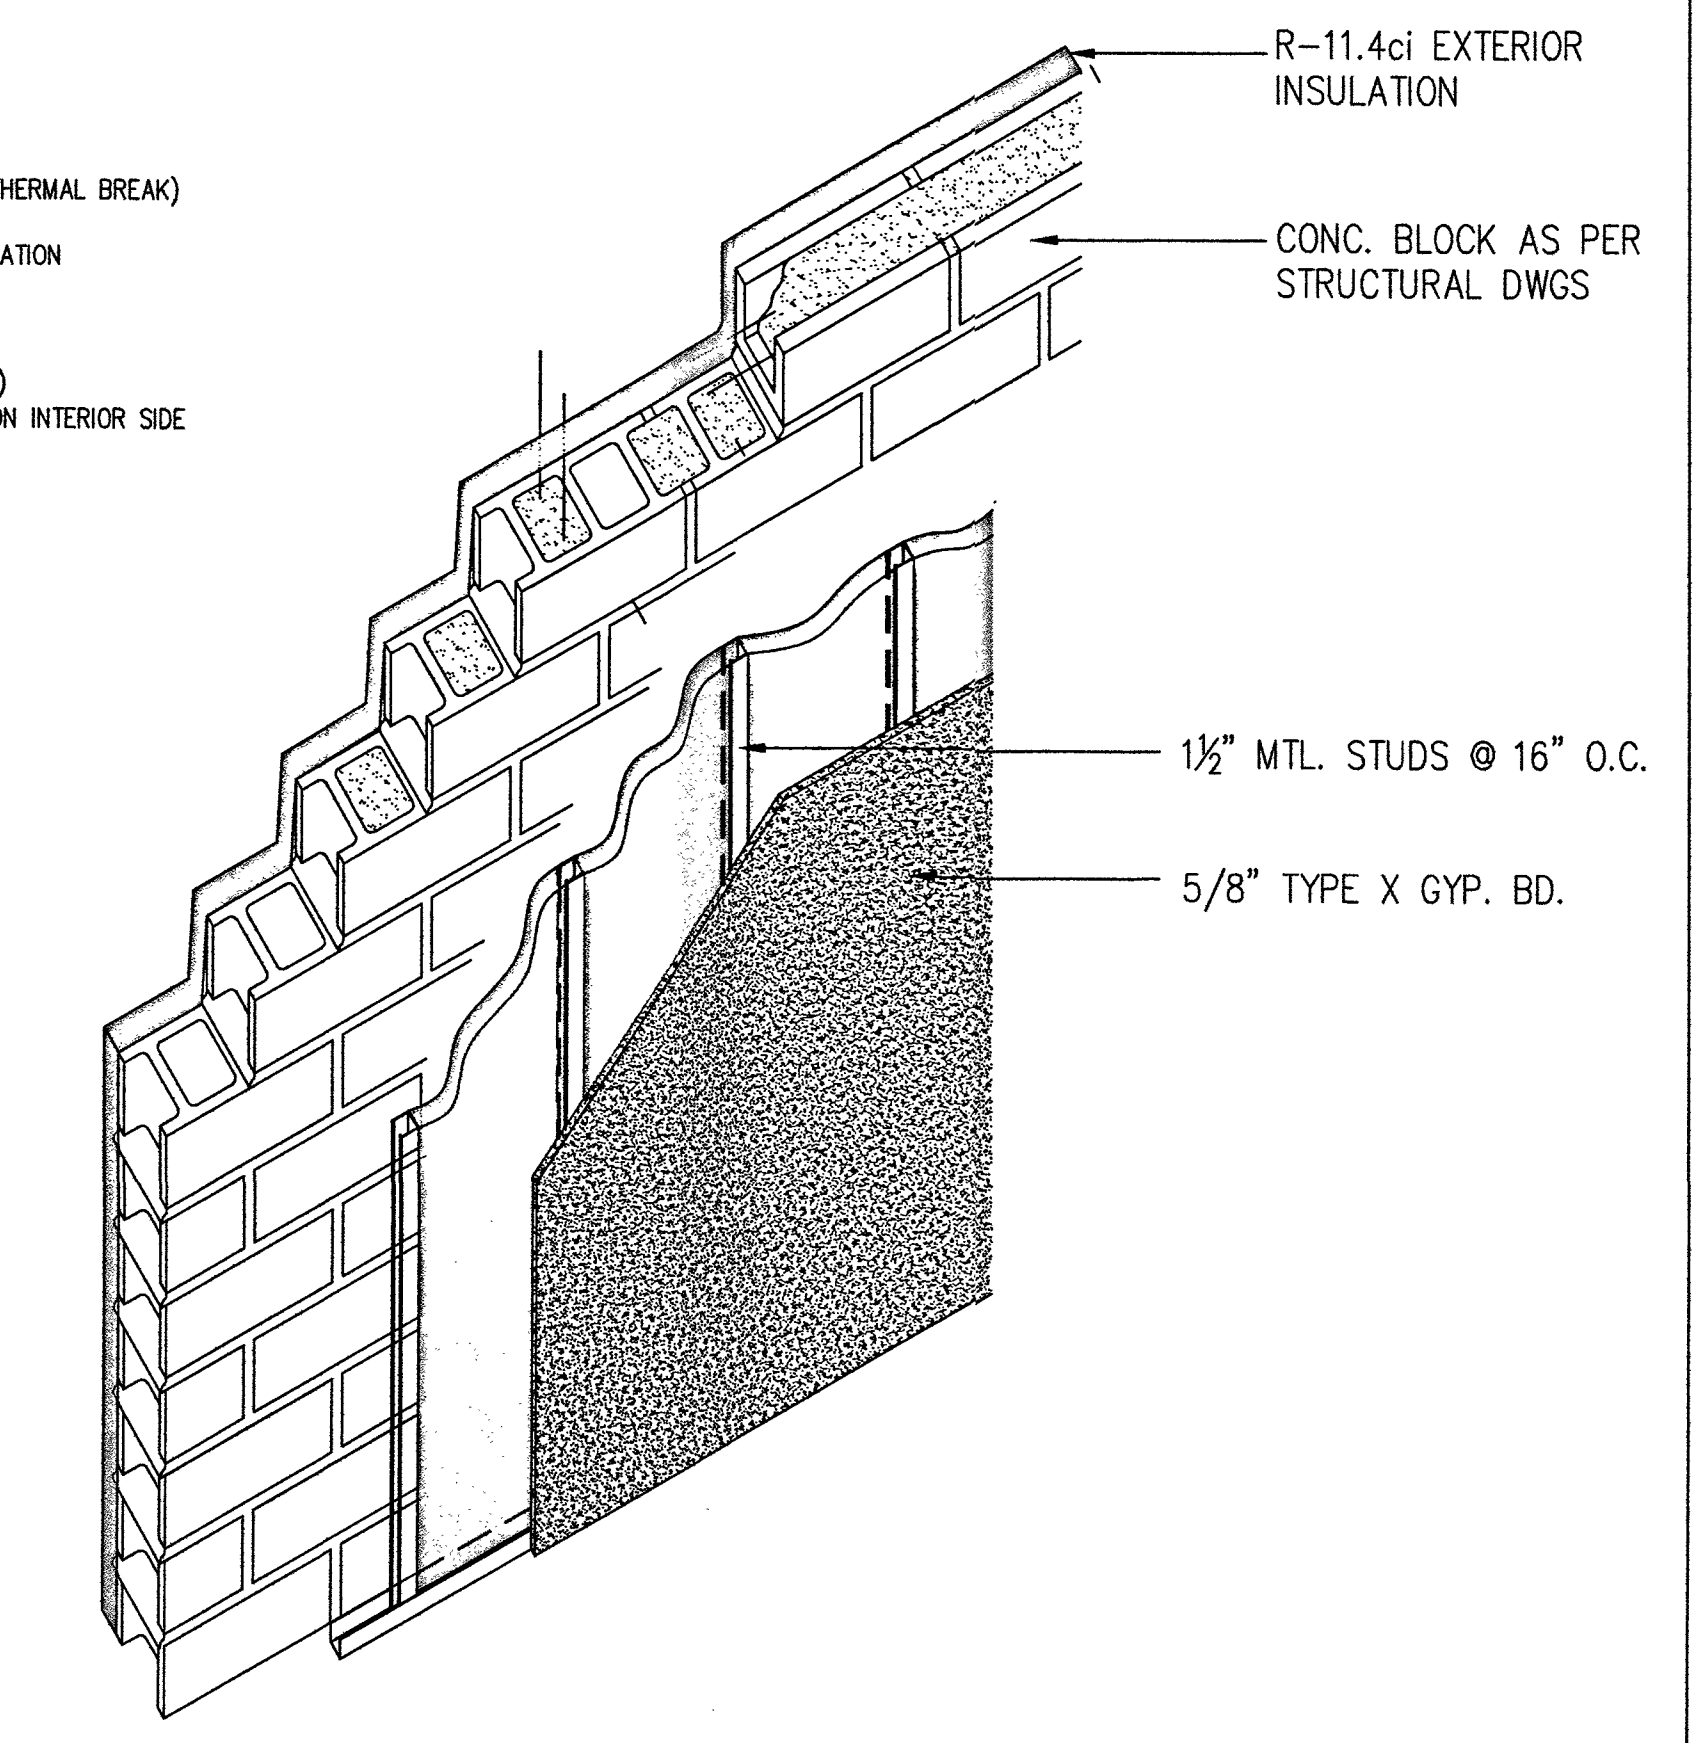 HERMAL BREAK)
ATION
)
ON INTERIOR SIDE
R-11.4ci EXTERIOR
INSULATION
CONC. BLOCK AS PER
STRUCTURAL DWGS
1½" MTL. STUDS @ 16" O.C.
5/8" TYPE X GYP. BD.